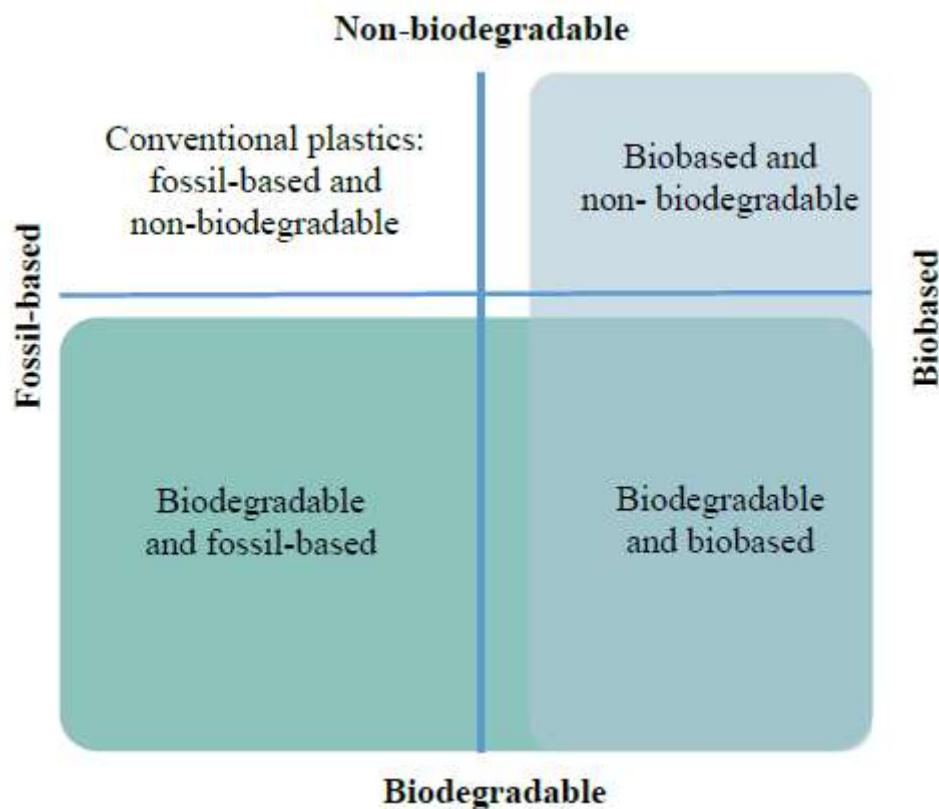 Non-biodegradable
Conventional plastics:
fossil-based and
non-biodegradable
Biobased and
non- biodegradable
Fossil-based
Biobased
Biodegradable
and fossil-based
Biodegradable
and biobased
Biodegradable